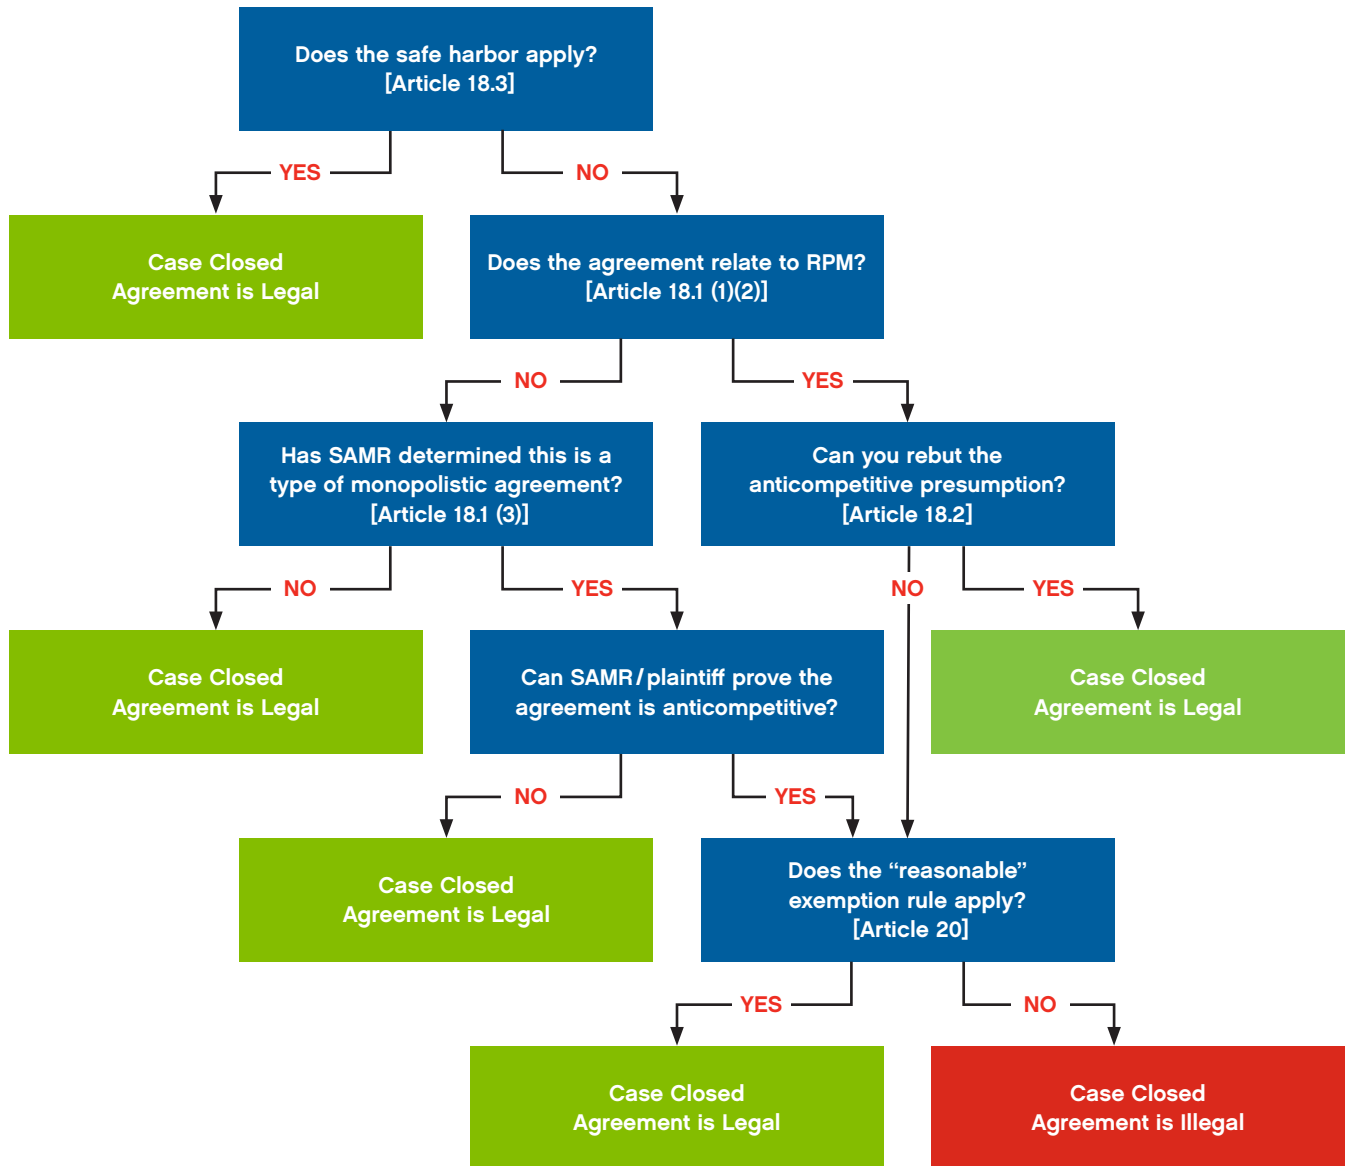 Does the safe harbor apply?
[Article 18.3]
YES
NO
Case Closed
Agreement is Legal
Does the agreement relate to RPM?
[Article 18.1 (1)(2)]
NO
YES
Has SAMR determined this is a
type of monopolistic agreement?
[Article 18.1 (3)]
Can you rebut the
anticompetitive presumption?
[Article 18.2]
NO
YES
NO
YES
Case Closed
Agreement is Legal
Can SAMR/plaintiff prove the
agreement is anticompetitive?
Case Closed
Agreement is Legal
NO
YES
Case Closed
Agreement is Legal
Does the “reasonable”
exemption rule apply?
[Article 20]
YES
NO
Case Closed
Agreement is Legal
Case Closed
Agreement is Illegal